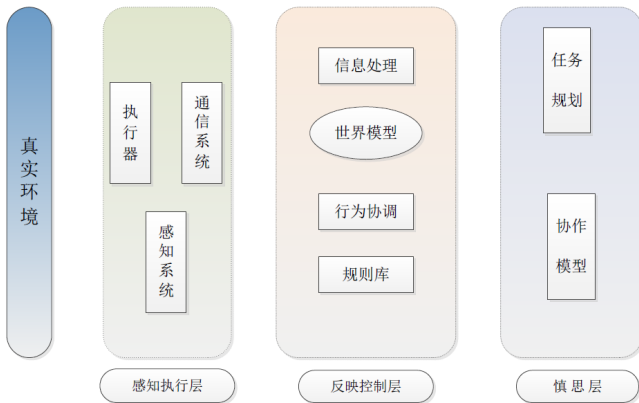 真实环境
执行器
通信系统
感知系统
感知执行层
信息处理
世界模型
行为协调
规则库
反映控制层
任务
规划
协作
模型
慎思层